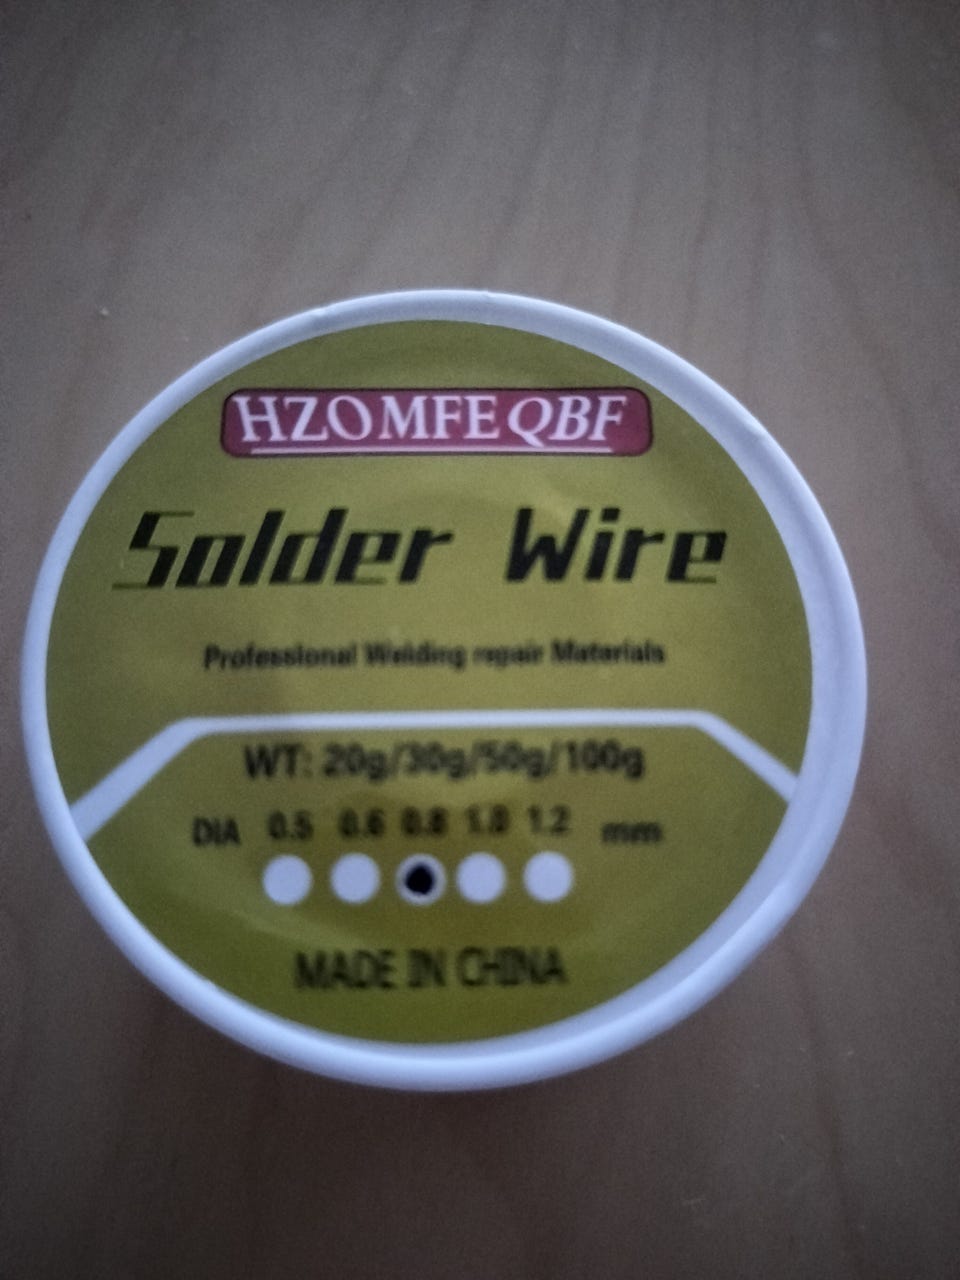 HZOMFEQBF
Solder Wire
Professional Welding repair Materials
WT: 20g/30g/50g/100g
DIA 0.5 0.6 0.8 1.0 1.2 mm
MADE IN CHINA